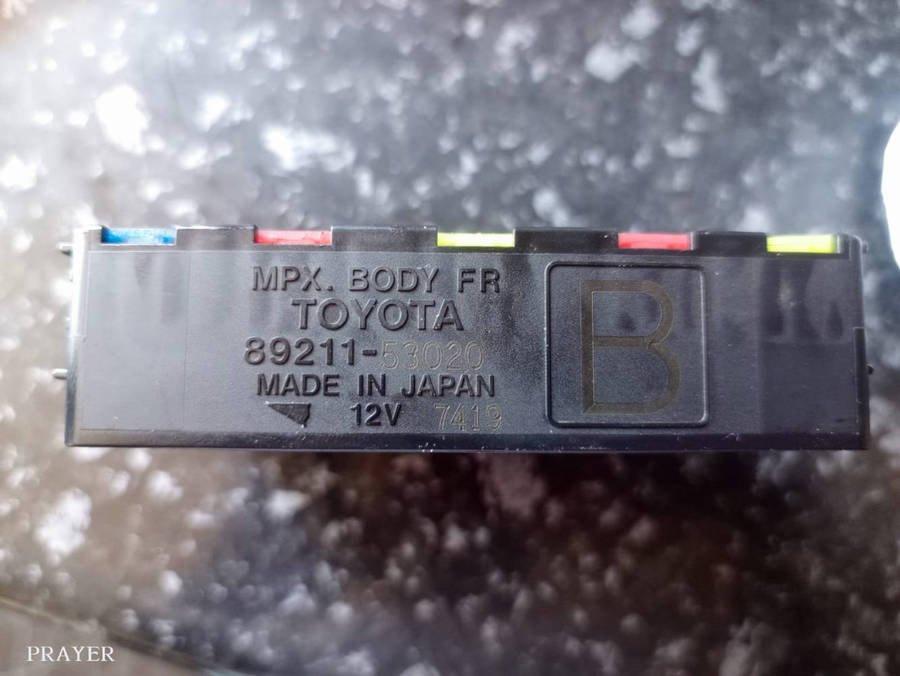 MPX. BODY FR
TOYOTA
89211-53020
MADE IN JAPAN
12V 7419
B
PRAYER